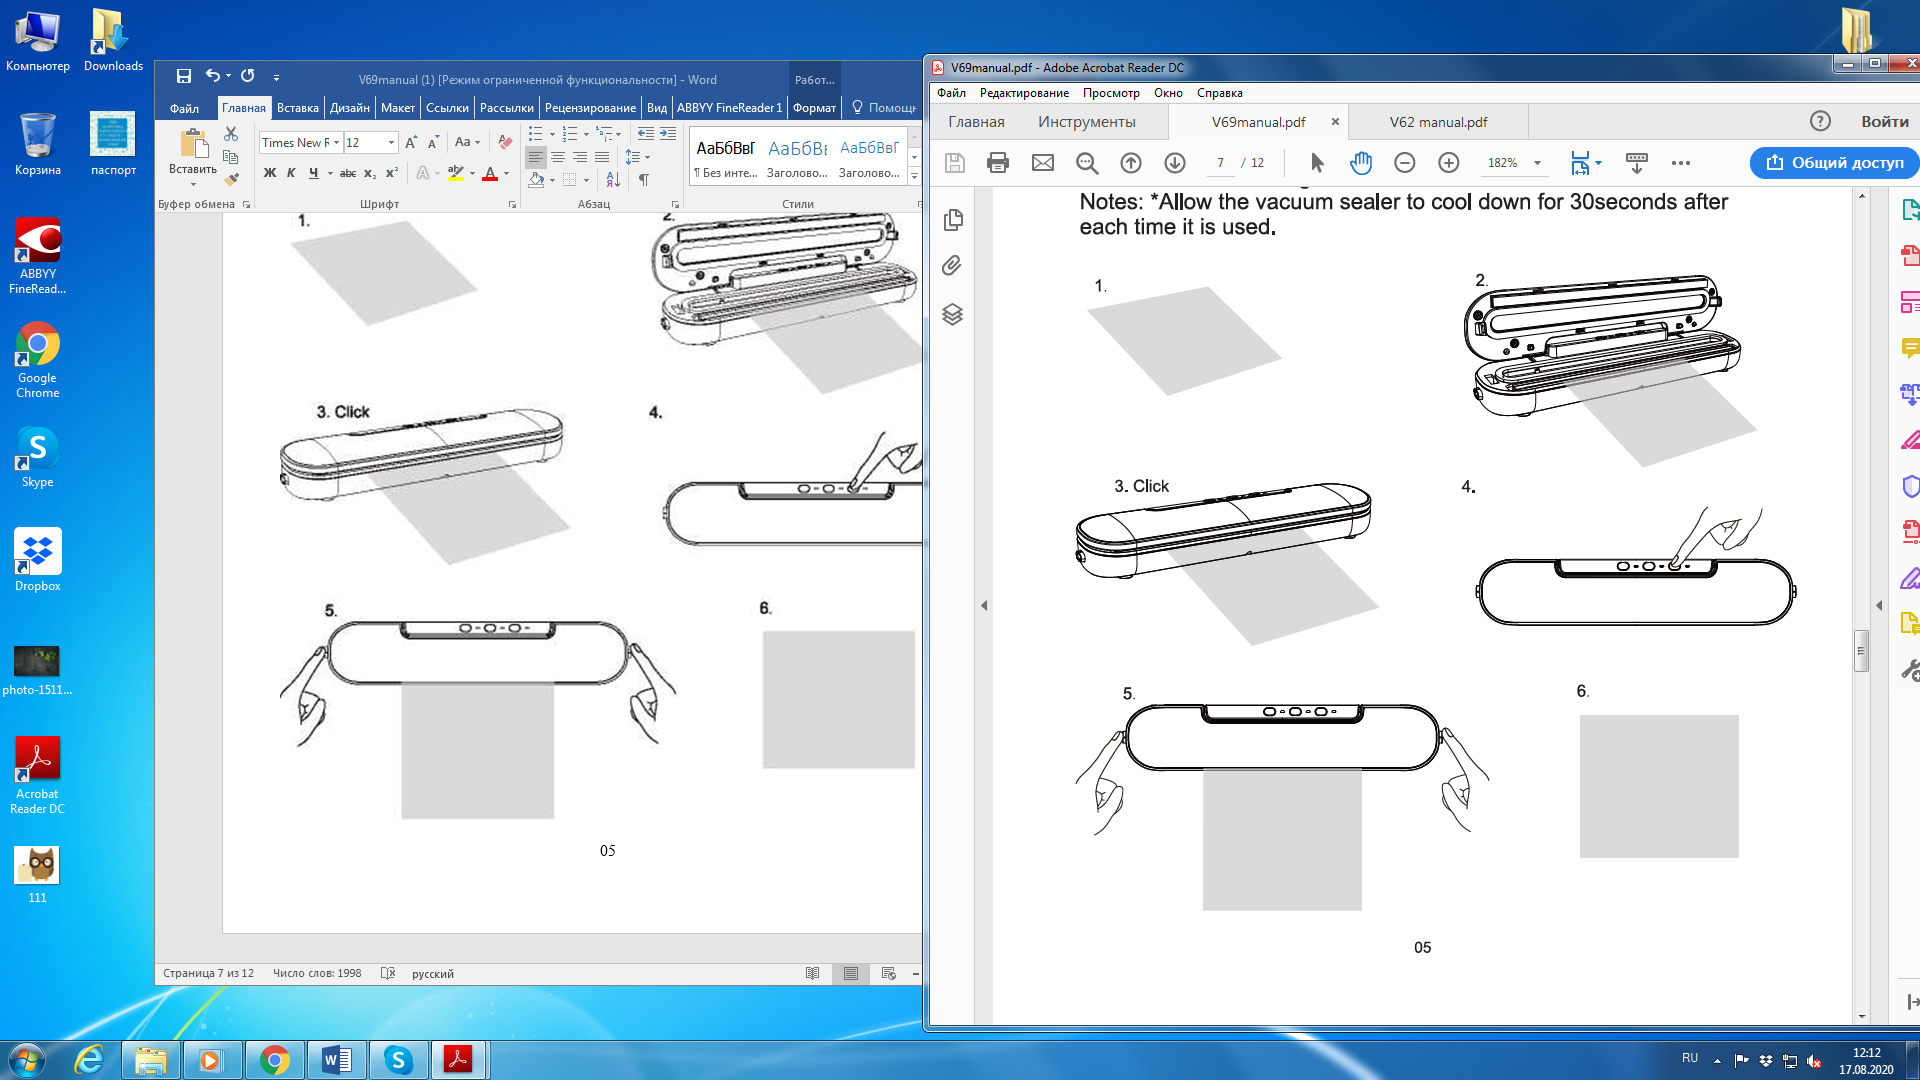 Компьютер
Downloads
Корзина
паспорт
ABBYY
FineRead...
Google
Chrome
Skype
Dropbox
photo-1511...
Acrobat
Reader DC
111
V69manual (1) [Режим ограниченной функциональности] - Word
Работ...
Файл
Главная
Вставка
Дизайн
Макет
Ссылки
Рассылки
Рецензирование
Вид
ABBYY FineReader 1
Формат
Помощн
Вставить
Times New R
12
Aa
Ж К Ч abc x₂ x²
АаБбВвГ
АаБбВв
АаБбВвГ
¶ Без инте...
Заголово...
Заголово...
Буфер обмена
Шрифт
Абзац
Стили
1.
2.
3. Click
4.
5.
6.
05
Страница 7 из 12
Число слов: 1998
русский
V69manual.pdf - Adobe Acrobat Reader DC
Файл Редактирование Просмотр Окно Справка
Главная
Инструменты
V69manual.pdf
V62 manual.pdf
Войти
7 / 12
182%
Общий доступ
Notes: *Allow the vacuum sealer to cool down for 30seconds after
each time it is used.
1.
2.
3. Click
4.
5.
6.
05
RU
12:12
17.08.2020